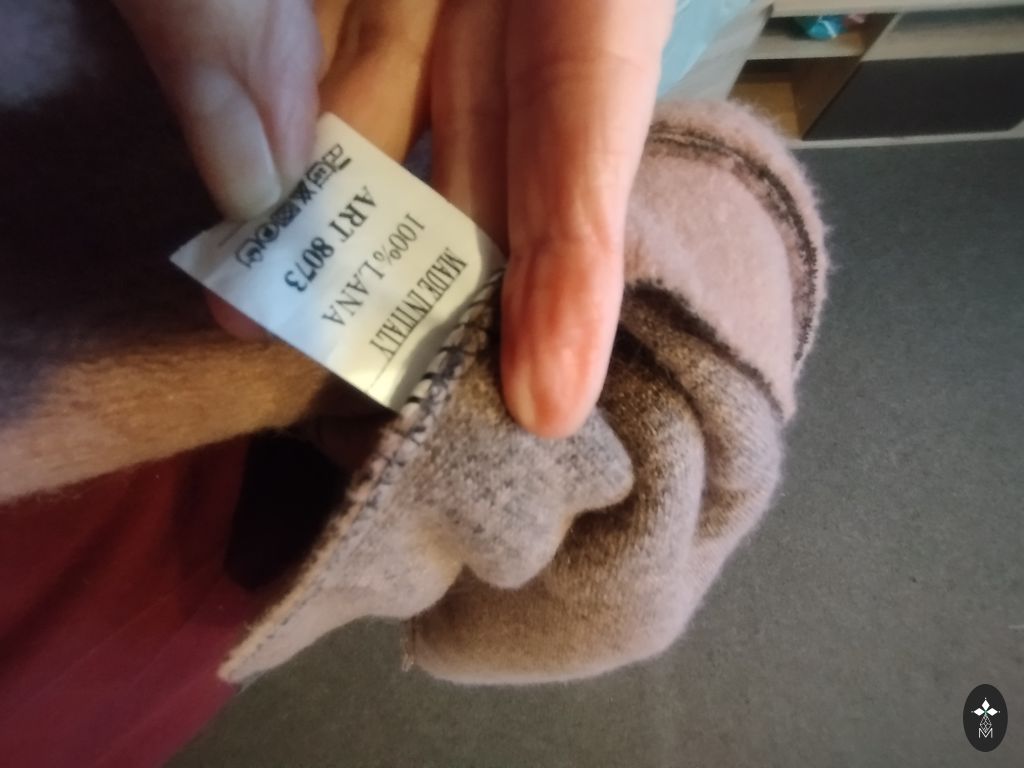 MADE IN ITALY
100% LANA
ART 8073
M